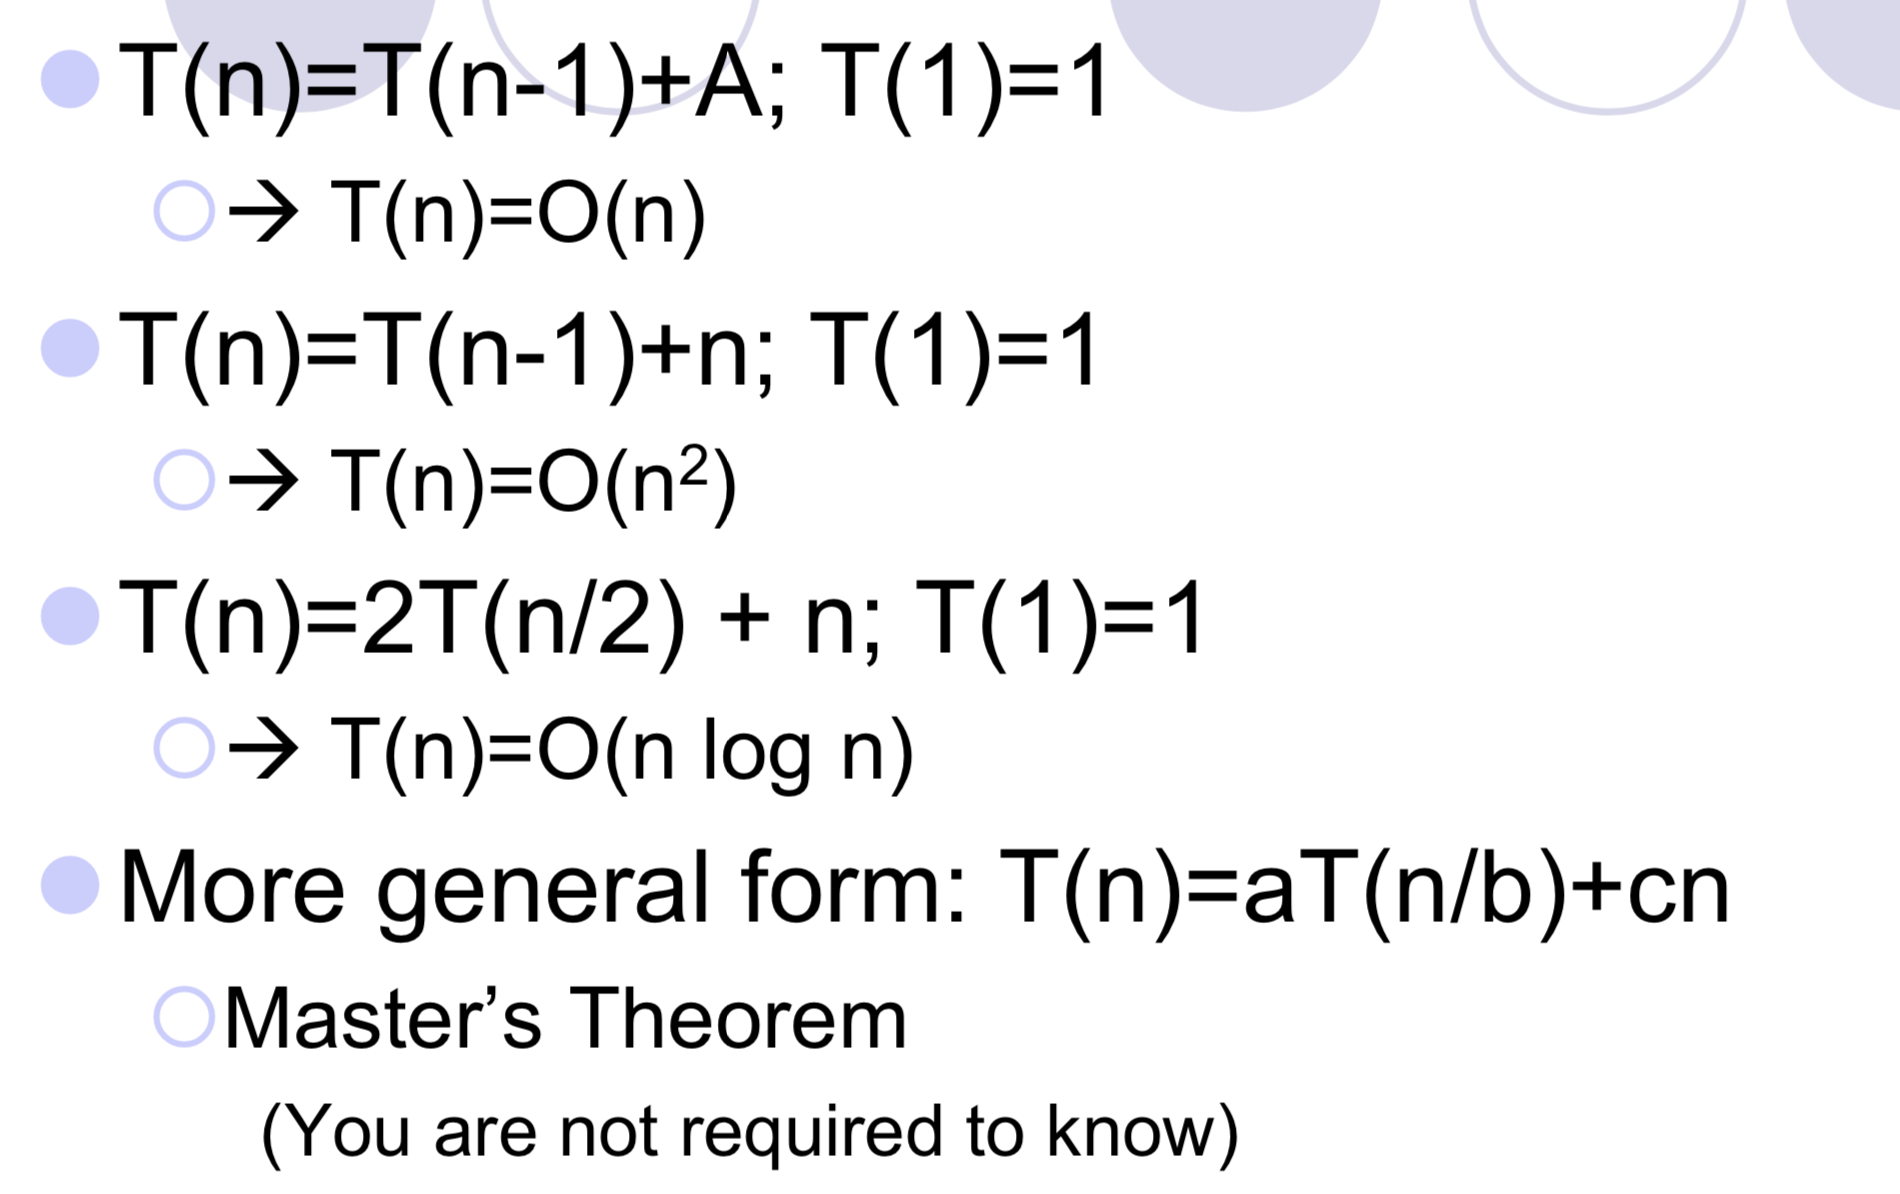 T(n)=T(n-1)+A; T(1)=1
→ T(n)=O(n)
T(n)=T(n-1)+n; T(1)=1
→ T(n)=O(n²)
T(n)=2T(n/2) + n; T(1)=1
→ T(n)=O(n log n)
More general form: T(n)=aT(n/b)+cn
Master’s Theorem
(You are not required to know)